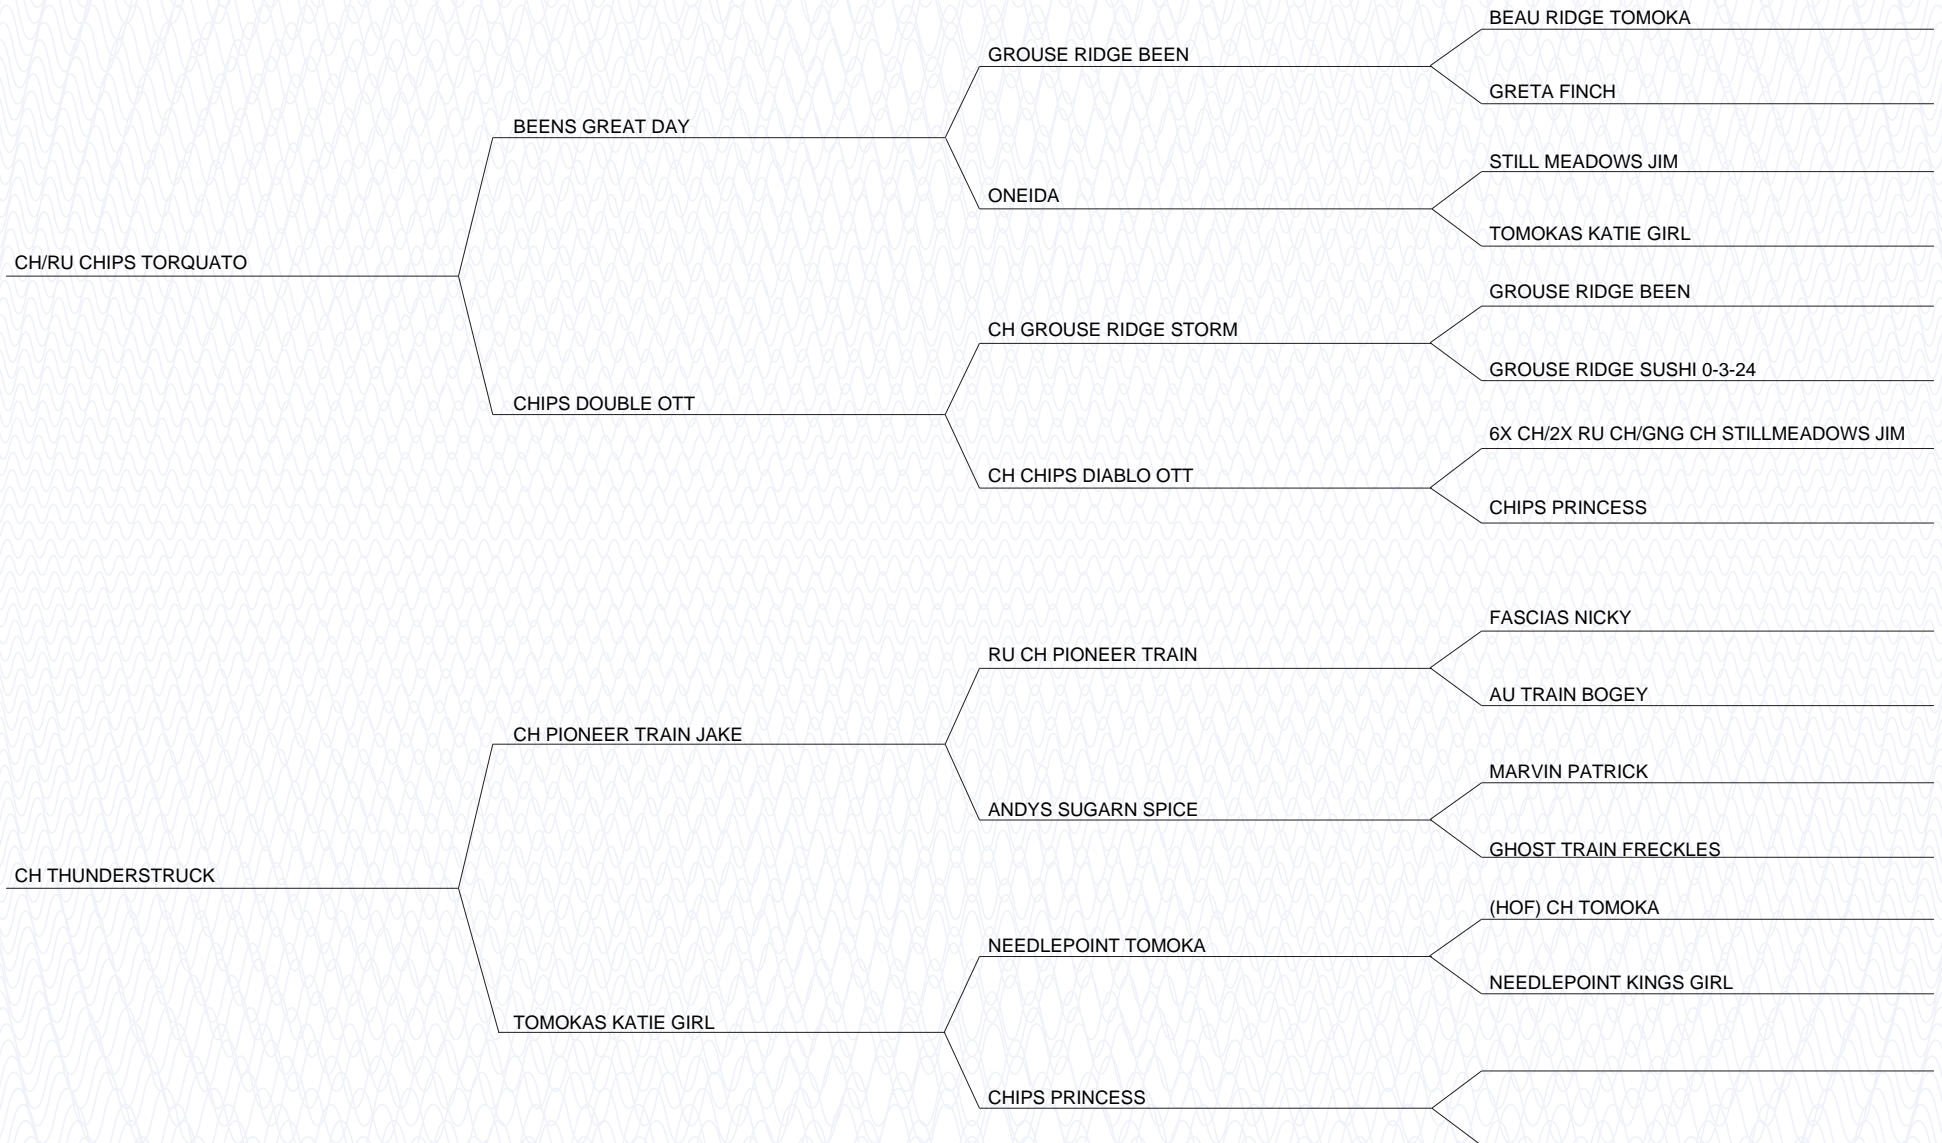 BEAU RIDGE TOMOKA
GROUSE RIDGE BEEN
GRETA FINCH
BEENS GREAT DAY
STILL MEADOWS JIM
ONEIDA
TOMOKAS KATIE GIRL
CH/RU CHIPS TORQUATO
GROUSE RIDGE BEEN
CH GROUSE RIDGE STORM
GROUSE RIDGE SUSHI 0-3-24
CHIPS DOUBLE OTT
6X CH/2X RU CH/GNG CH STILLMEADOWS JIM
CH CHIPS DIABLO OTT
CHIPS PRINCESS
FASCIAS NICKY
RU CH PIONEER TRAIN
AU TRAIN BOGEY
CH PIONEER TRAIN JAKE
MARVIN PATRICK
ANDYS SUGARN SPICE
GHOST TRAIN FRECKLES
CH THUNDERSTRUCK
(HOF) CH TOMOKA
NEEDLEPOINT TOMOKA
NEEDLEPOINT KINGS GIRL
TOMOKAS KATIE GIRL
CHIPS PRINCESS